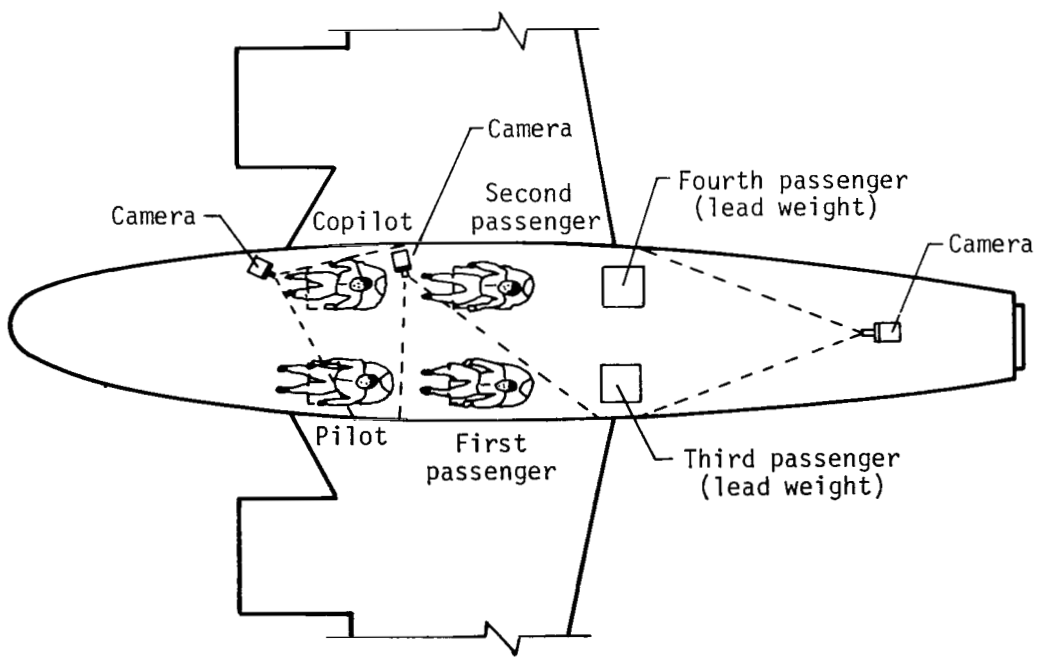 Camera
Fourth passenger
(lead weight)
Second
passenger
Camera
Copilot
Camera
Pilot
First
passenger
Third passenger
(lead weight)